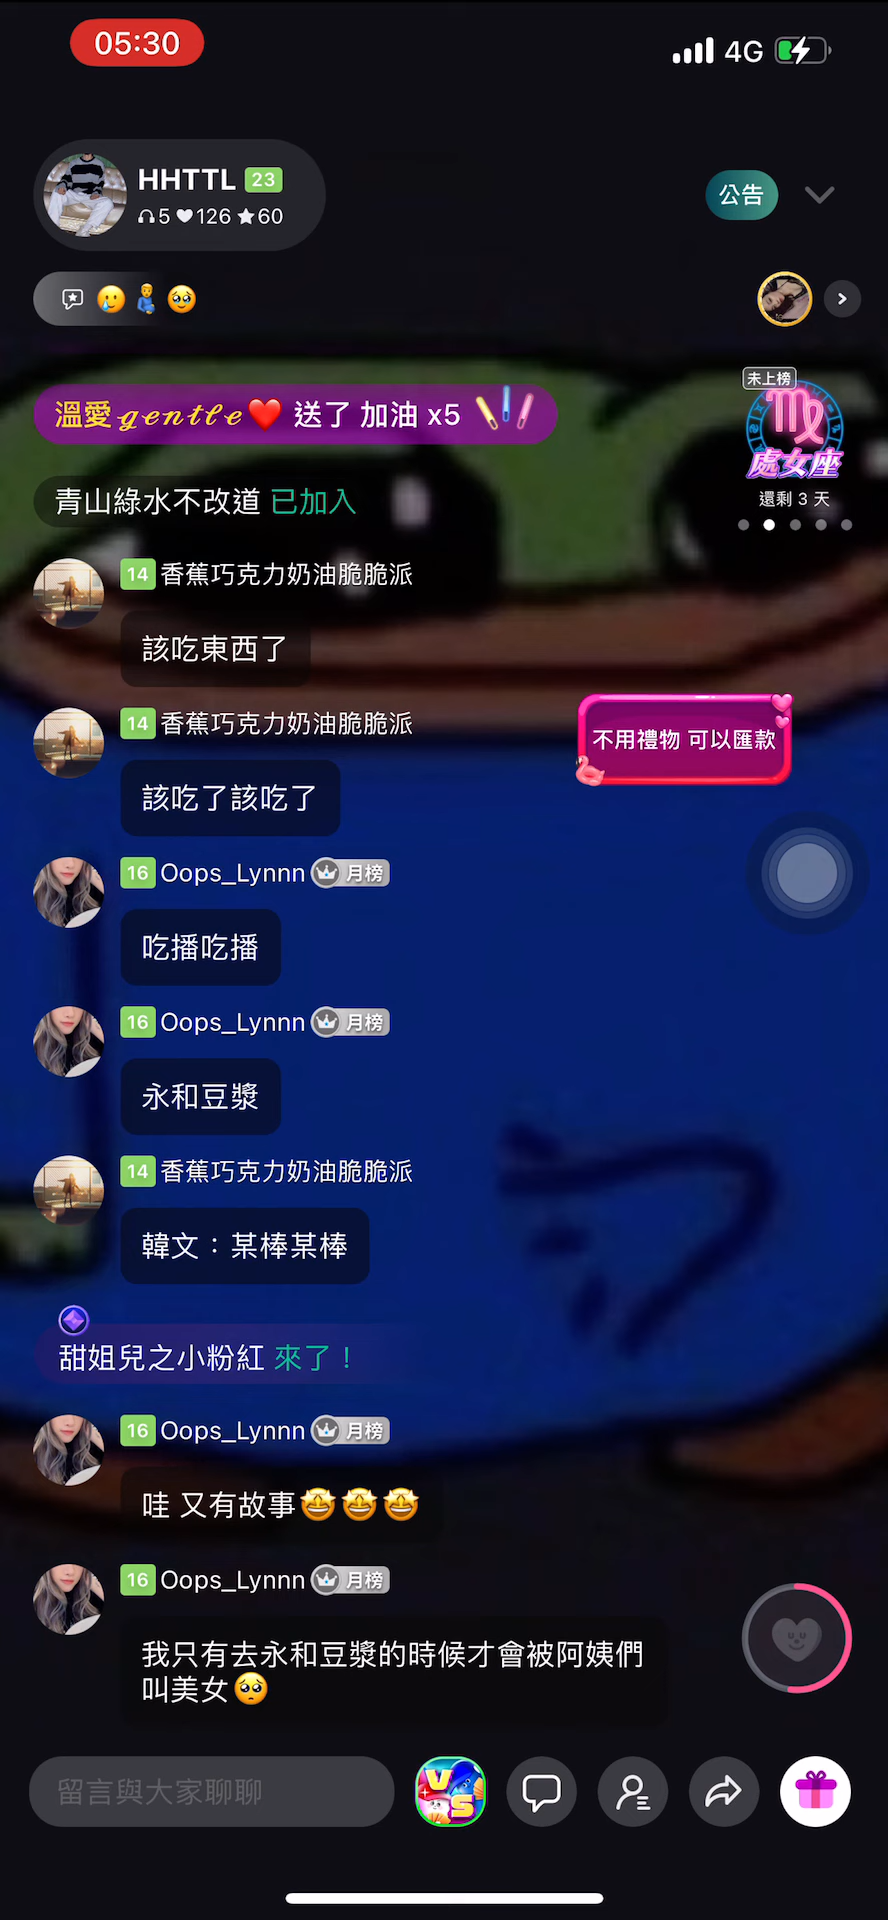 05:30
4G
HHTTL 23
5 126 60
公告
溫愛gentle❤️ 送了 加油 x5
未上榜
處女座
還剩 3 天
青山綠水不改道 已加入
14 香蕉巧克力奶油脆脆派
該吃東西了
14 香蕉巧克力奶油脆脆派
該吃了該吃了
不用禮物 可以匯款
16 Oops_Lynnn 月榜
吃播吃播
16 Oops_Lynnn 月榜
永和豆漿
14 香蕉巧克力奶油脆脆派
韓文：某棒某棒
甜姐兒之小粉紅 來了！
16 Oops_Lynnn 月榜
哇 又有故事🤩🤩🤩
16 Oops_Lynnn 月榜
我只有去永和豆漿的時候才會被阿姨們
叫美女🥺
留言與大家聊聊
VS